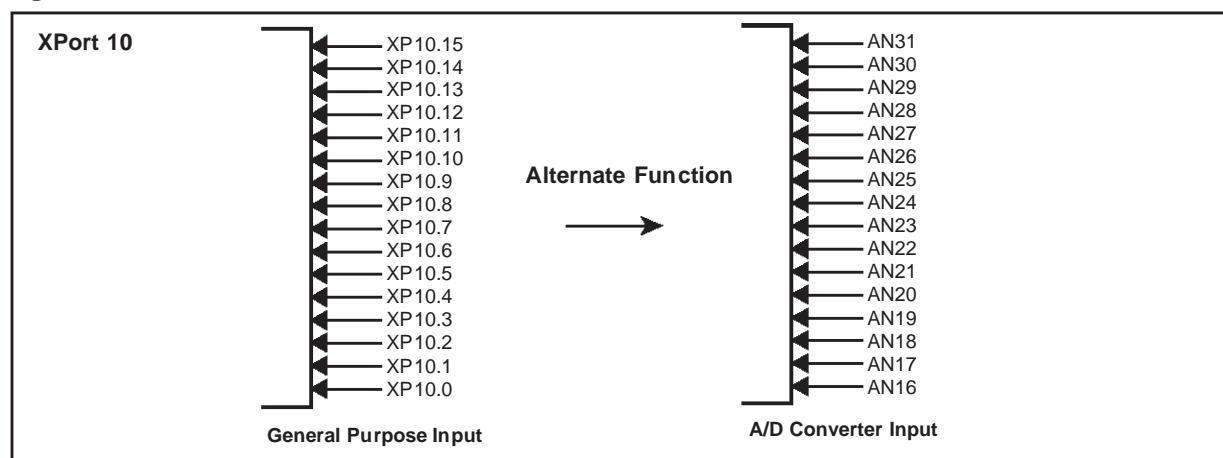 XPort 10
XP10.15
XP10.14
XP10.13
XP10.12
XP10.11
XP10.10
XP10.9
XP10.8
XP10.7
XP10.6
XP10.5
XP10.4
XP10.3
XP10.2
XP10.1
XP10.0
General Purpose Input
Alternate Function
AN31
AN30
AN29
AN28
AN27
AN26
AN25
AN24
AN23
AN22
AN21
AN20
AN19
AN18
AN17
AN16
A/D Converter Input